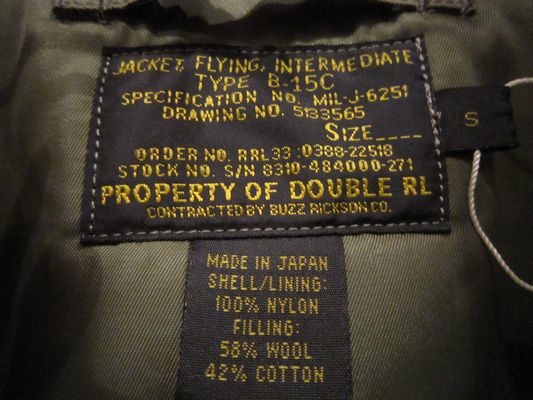 JACKET, FLYING, INTERMEDIATE
TYPE B-15C
SPECIFICATION No. MIL-J-6251
DRAWING NO. 5133565
SIZE____
ORDER NO. RRL33:0388-22518
STOCK NO. S/N 8310-484000-271
PROPERTY OF DOUBLE RL
CONTRACTED BY BUZZ RICKSON CO.
S
MADE IN JAPAN
SHELL/LINING:
100% NYLON
FILLING:
58% WOOL
42% COTTON